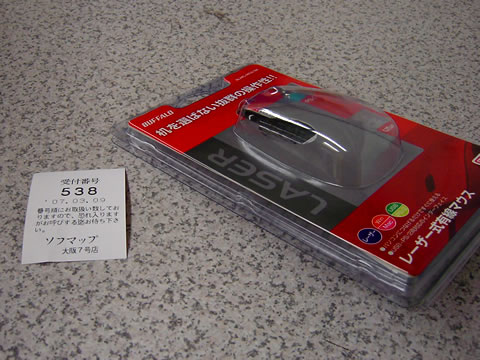 受付番号
538
'07.03.09
番号順にお取扱い致してお
りますので、恐れ入ります
がお呼びする迄お待ち下さ
い。
ソフマップ
大阪7号店
BUFFALO
机を選ばない抜群の操作性!!
LASER
レーザー式有線マウス